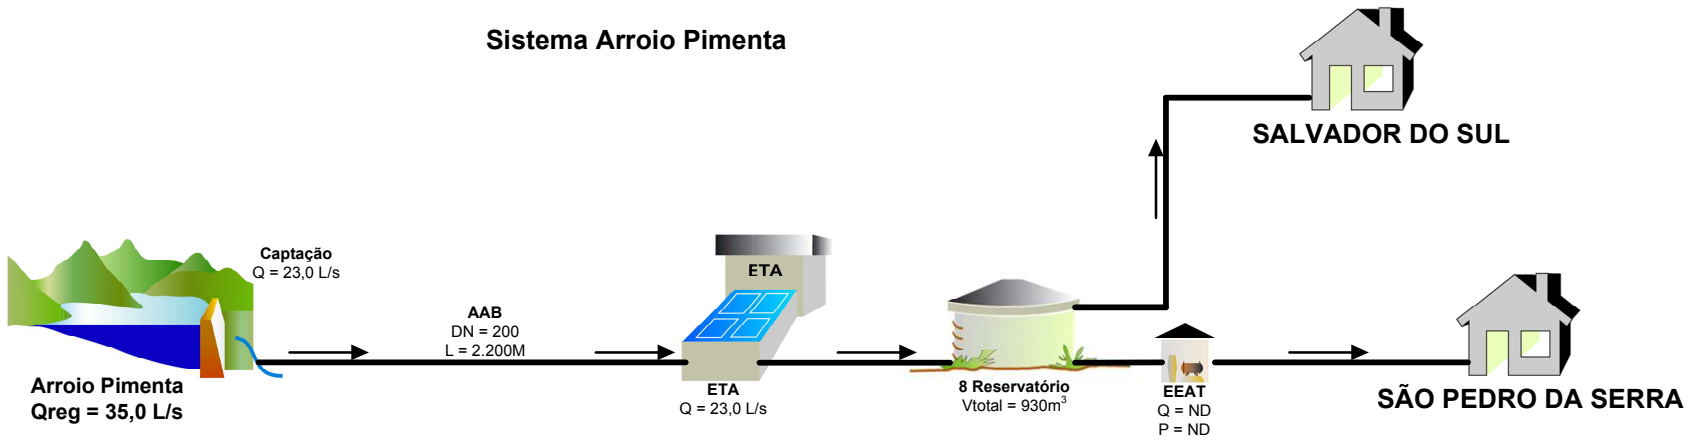 Sistema Arroio Pimenta
SALVADOR DO SUL
Captação
Q = 23,0 L/s
ETA
AAB
DN = 200
L = 2.200M
Arroio Pimenta
Qreg = 35,0 L/s
ETA
Q = 23,0 L/s
8 Reservatório
Vtotal = 930m³
EEAT
Q = ND
P = ND
SÃO PEDRO DA SERRA